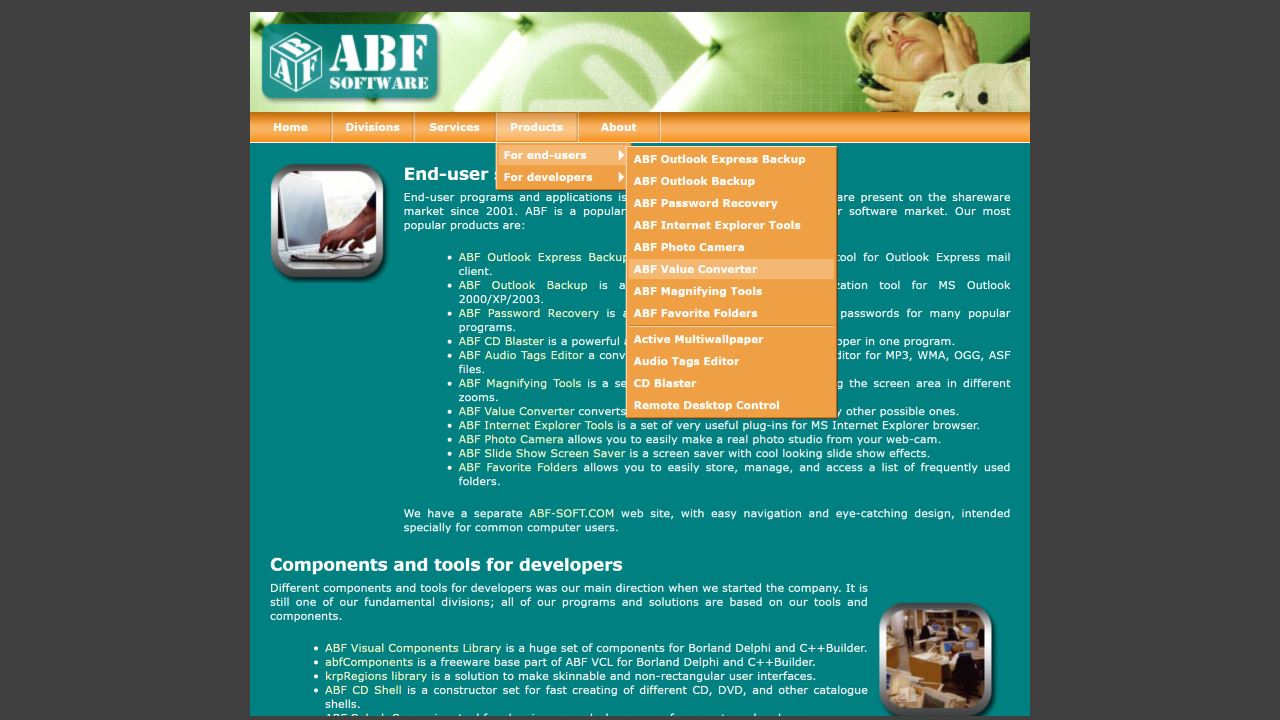 ABF
SOFTWARE
Home Divisions Services Products About
For end-users
For developers
ABF Outlook Express Backup
ABF Outlook Backup
ABF Password Recovery
ABF Internet Explorer Tools
ABF Photo Camera
ABF Value Converter
ABF Magnifying Tools
ABF Favorite Folders
Active Multiwallpaper
Audio Tags Editor
CD Blaster
Remote Desktop Control
End-user
End-user programs and applications is are present on the shareware
market since 2001. ABF is a popular software market. Our most
popular products are:
• ABF Outlook Express Backup tool for Outlook Express mail
client.
• ABF Outlook Backup is a tool for MS Outlook
2000/XP/2003.
• ABF Password Recovery is a passwords for many popular
programs.
• ABF CD Blaster is a powerful in one program.
• ABF Audio Tags Editor a for MP3, WMA, OGG, ASF
files.
• ABF Magnifying Tools is a the screen area in different
zooms.
• ABF Value Converter converts other possible ones.
• ABF Internet Explorer Tools is a set of very useful plug-ins for MS Internet Explorer browser.
• ABF Photo Camera allows you to easily make a real photo studio from your web-cam.
• ABF Slide Show Screen Saver is a screen saver with cool looking slide show effects.
• ABF Favorite Folders allows you to easily store, manage, and access a list of frequently used
folders.
We have a separate ABF-SOFT.COM web site, with easy navigation and eye-catching design, intended
specially for common computer users.
Components and tools for developers
Different components and tools for developers was our main direction when we started the company. It is
still one of our fundamental divisions; all of our programs and solutions are based on our tools and
components.
• ABF Visual Components Library is a huge set of components for Borland Delphi and C++Builder.
• abfComponents is a freeware base part of ABF VCL for Borland Delphi and C++Builder.
• krpRegions library is a solution to make skinnable and non-rectangular user interfaces.
• ABF CD Shell is a constructor set for fast creating of different CD, DVD, and other catalogue
shells.